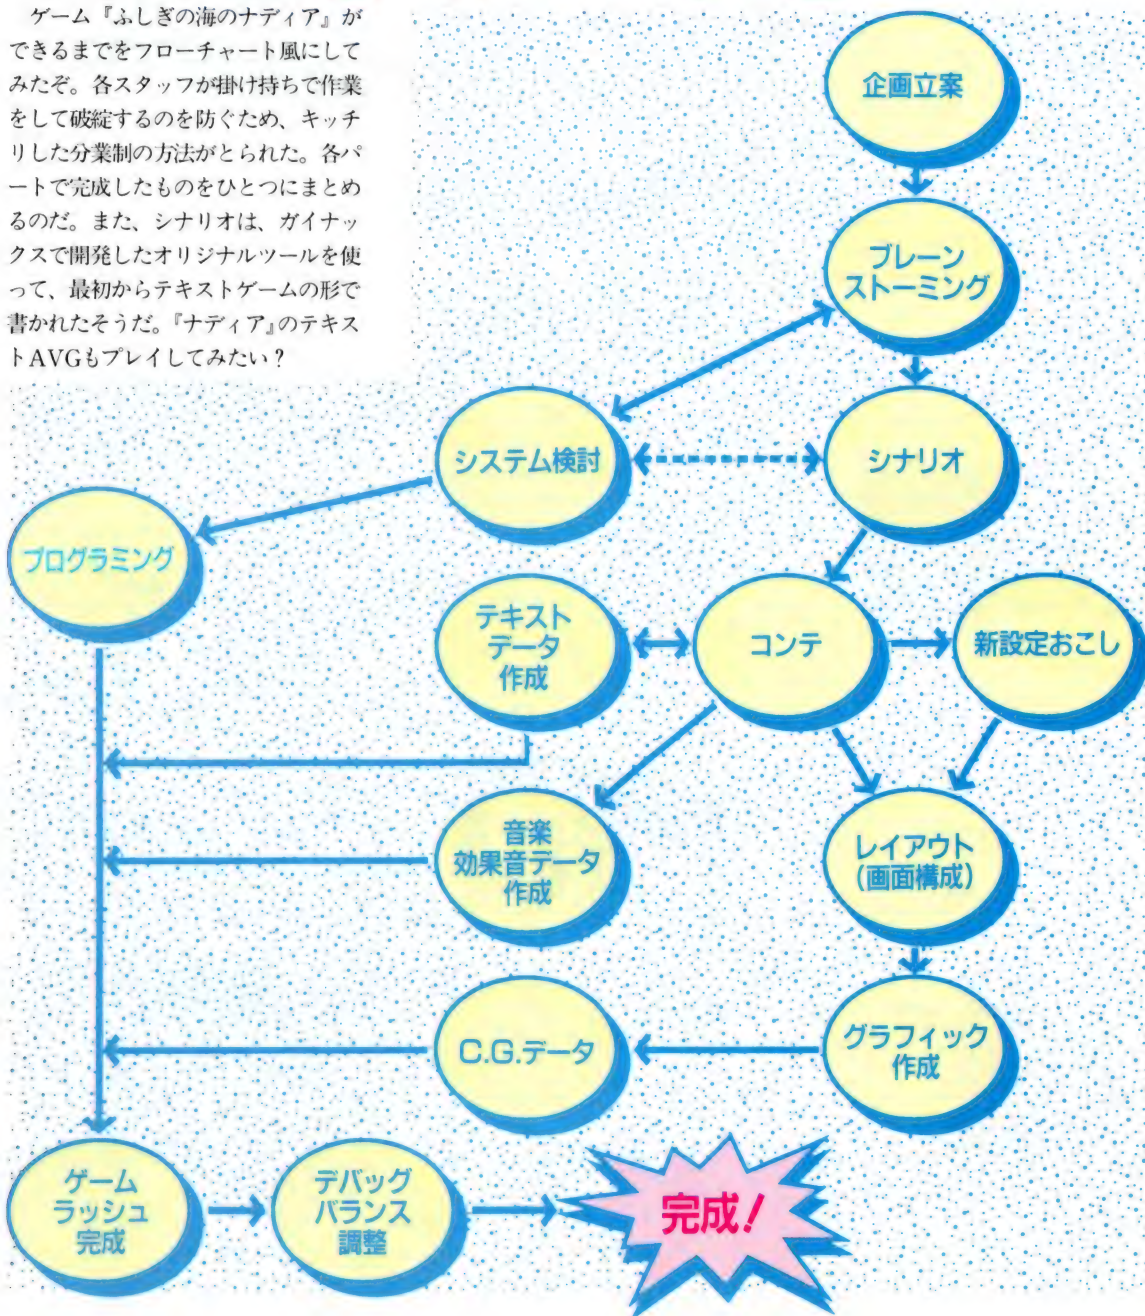 ゲーム『ふしぎの海のナディア』が
できるまでをフローチャート風にして
みたぞ。各スタッフが掛け持ちで作業
をして破綻するのを防ぐため、キッチ
リした分業制の方法がとられた。各パ
ートで完成したものをひとつにまとめ
るのだ。また、シナリオは、ガイナッ
クスで開発したオリジナルツールを使
って、最初からテキストゲームの形で
書かれたそうだ。『ナディア』のテキス
トAVGもプレイしてみたい?
企画立案
ブレーン
ストーミング
システム検討
シナリオ
プログラミング
テキスト
データ
作成
コンテ
新設定おこし
音楽
効果音データ
作成
レイアウト
(画面構成)
C.G.データ
グラフィック
作成
ゲーム
ラッシュ
完成
デバッグ
バランス
調整
完成!